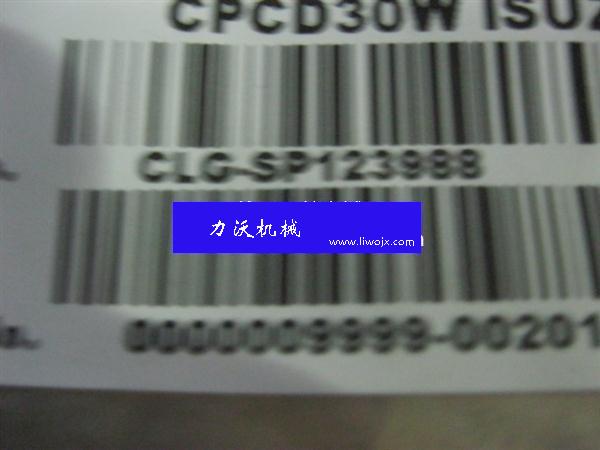 CPCD30W ISUZ
CLG-SP123988
力沃机械
www.liwojx.com
0000009999-00201